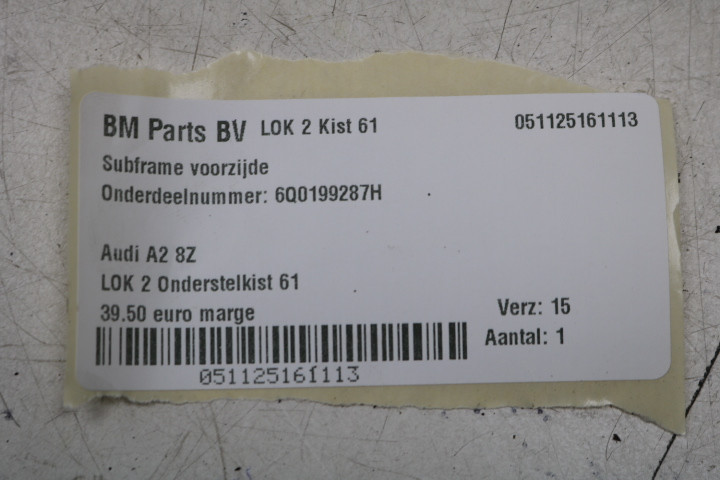 BM Parts BV LOK 2 Kist 61 051125161113
Subframe voorzijde
Onderdeelnummer: 6Q0199287H
Audi A2 8Z
LOK 2 Onderstelkist 61
39.50 euro marge Verz: 15
Aantal: 1
051125161113